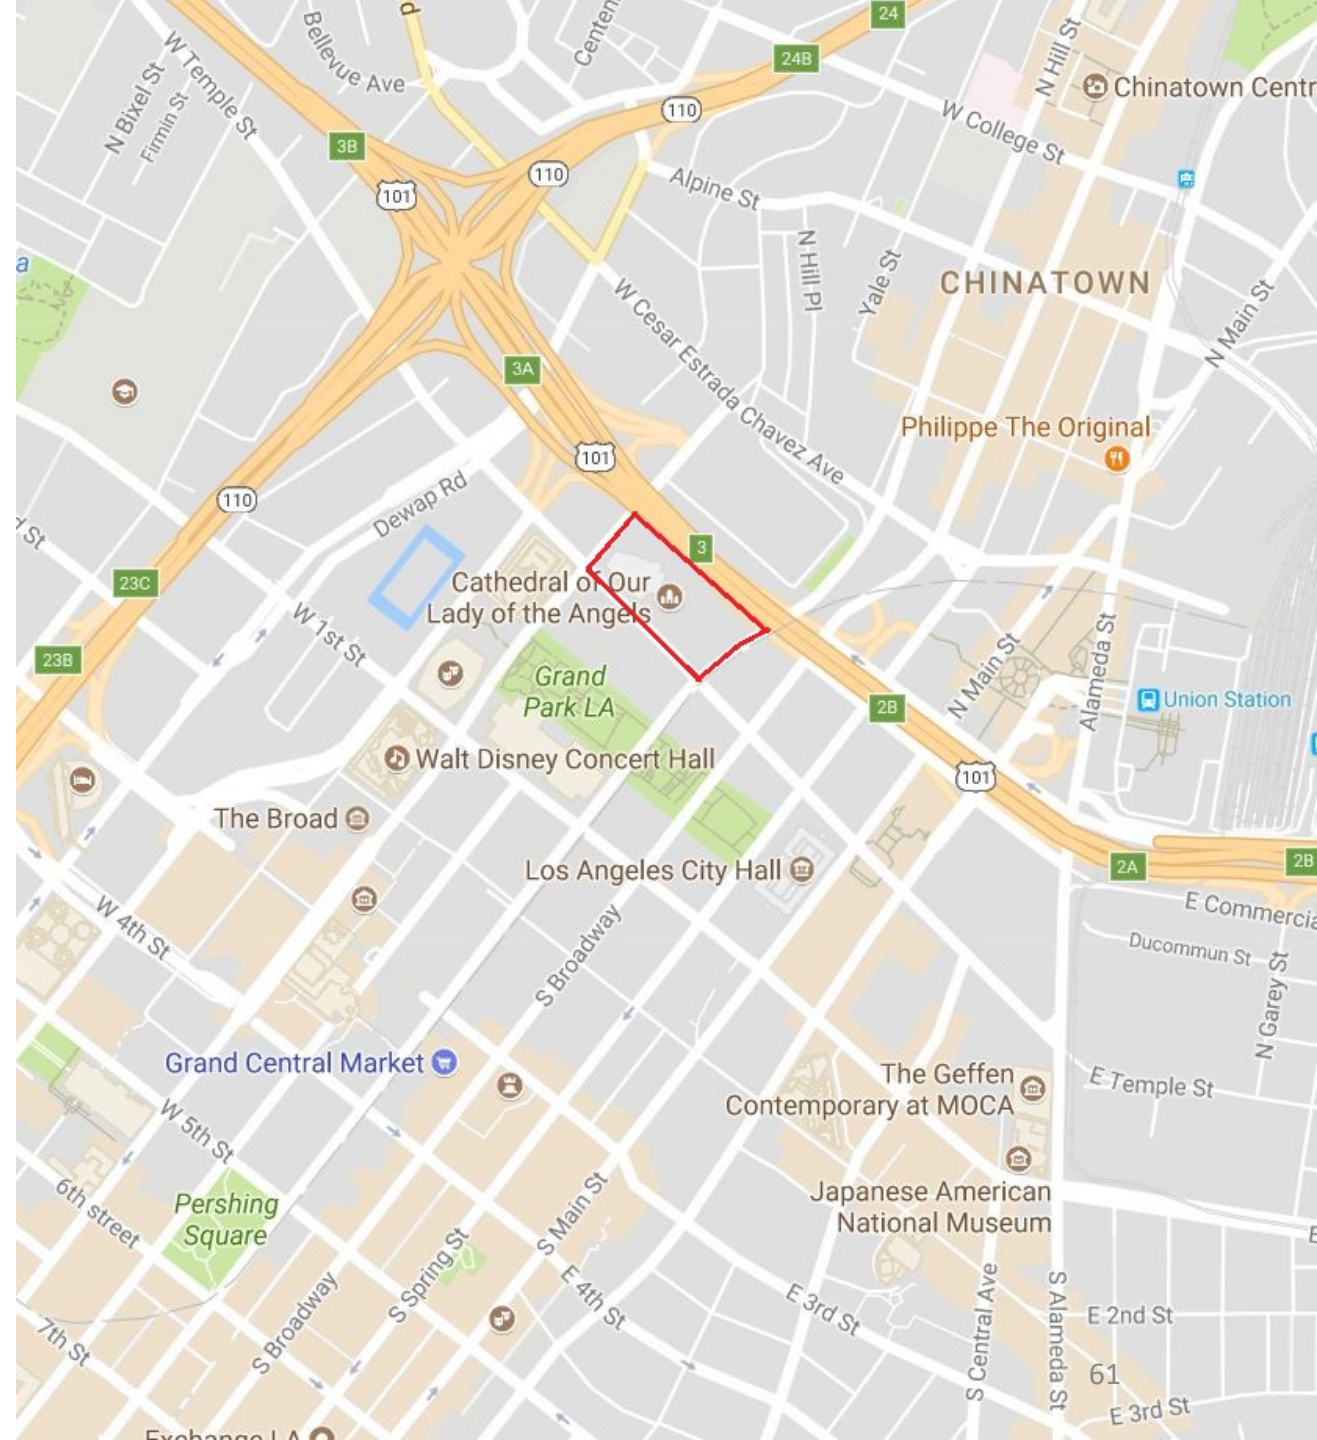 24
24B
110
N Hill St
Chinatown Centr
Bellevue Ave
Centen
d
W Temple St
N Bixel St
Firmin St
3B
101
110
W College St
Alpine St
N Hill Pl
Yale St
CHINATOWN
N Main St
a
W Cesar Estrada Chavez Ave
3A
Philippe The Original
101
110
Dewap Rd
3
d St
23C
Cathedral of Our
Lady of the Angels
W 1st St
23B
Grand
Park LA
N Main St
Alameda St
Union Station
2B
Walt Disney Concert Hall
101
The Broad
Los Angeles City Hall
2A
2B
E Commercia
W 4th St
S Broadway
Ducommun St
N Garey St
Grand Central Market
The Geffen
Contemporary at MOCA
E Temple St
W 5th St
6th street
Pershing
Square
Japanese American
National Museum
E
S Main St
S Spring St
S Broadway
E 4th St
E 3rd St
S Central Ave
S Alameda St
E 2nd St
7th St
61
E 3rd St
Exchange LA